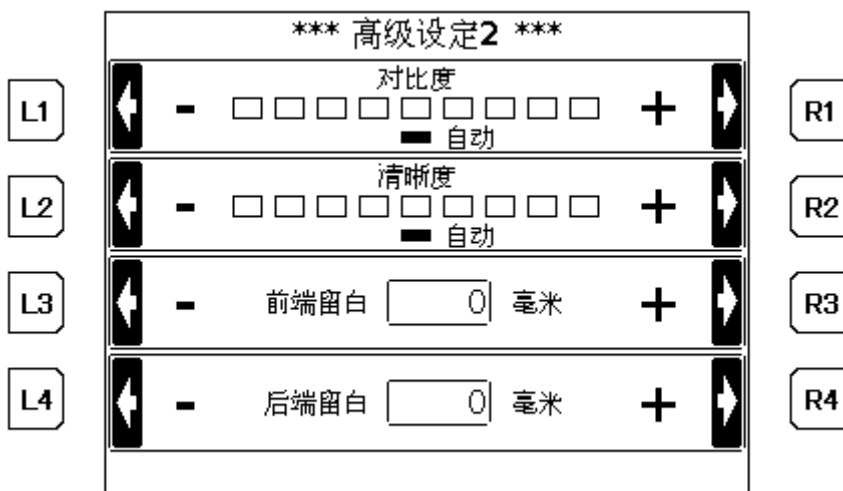 *** 高级设定2 ***
对比度
L1 - + R1
自动
清晰度
L2 - + R2
自动
L3 - 前端留白 0 毫米 + R3
L4 - 后端留白 0 毫米 + R4